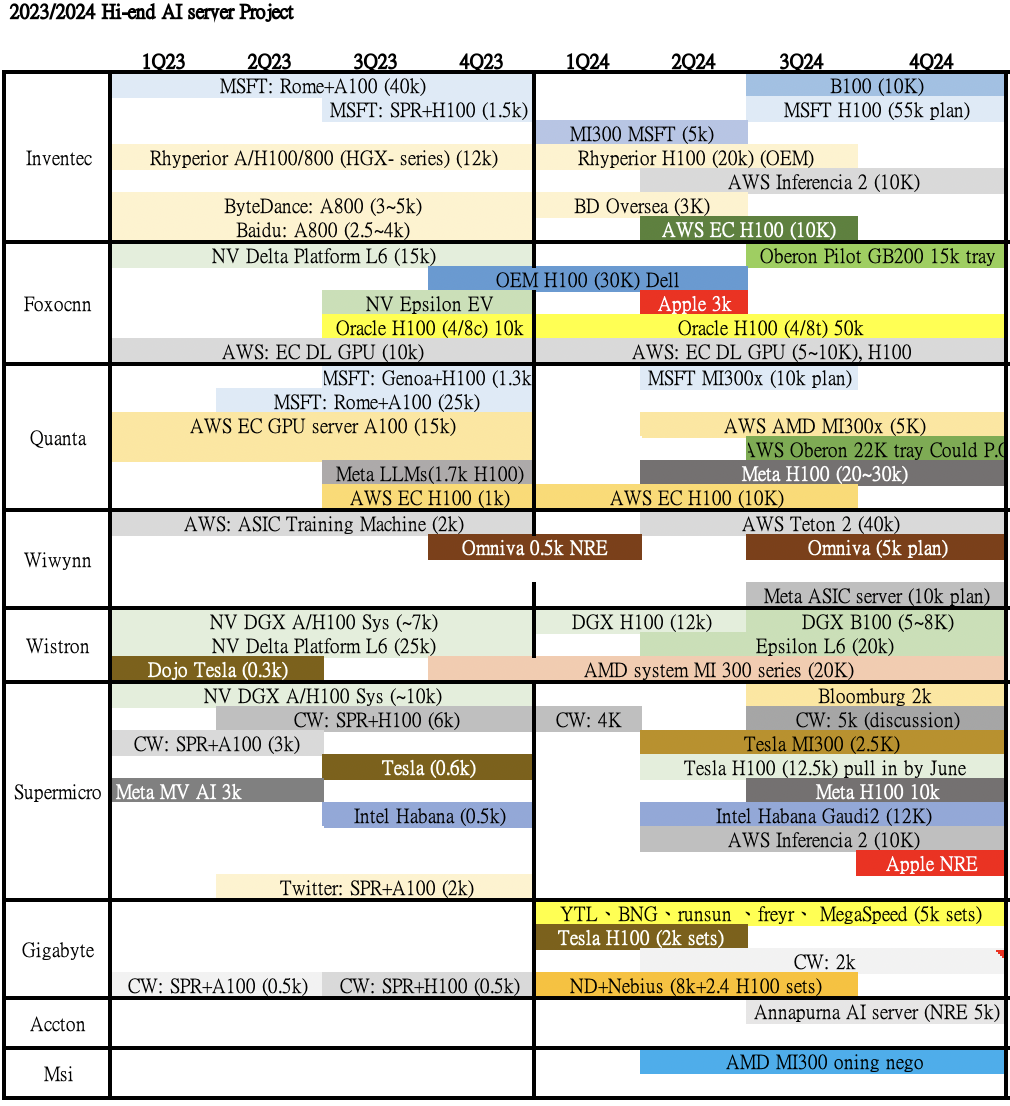 2023/2024 Hi-end AI server Project
1Q23 2Q23 3Q23 4Q23 1Q24 2Q24 3Q24 4Q24
MSFT: Rome+A100 (40k) B100 (10K)
MSFT: SPR+H100 (1.5k) MSFT H100 (55k plan)
MI300 MSFT (5k)
Inventec Rhyperior A/H100/800 (HGX- series) (12k) Rhyperior H100 (20k) (OEM)
AWS Inferencia 2 (10K)
ByteDance: A800 (3~5k) BD Oversea (3K)
Baidu: A800 (2.5~4k) AWS EC H100 (10K)
NV Delta Platform L6 (15k) Oberon Pilot GB200 15k tray
OEM H100 (30K) Dell
Foxocnn NV Epsilon EV Apple 3k
Oracle H100 (4/8c) 10k Oracle H100 (4/8t) 50k
AWS: EC DL GPU (10k) AWS: EC DL GPU (5~10K), H100
MSFT: Genoa+H100 (1.3k MSFT MI300x (10k plan)
MSFT: Rome+A100 (25k)
Quanta AWS EC GPU server A100 (15k) AWS AMD MI300x (5K)
AWS Oberon 22K tray Could P.O
Meta LLMs(1.7k H100) Meta H100 (20~30k)
AWS EC H100 (1k) AWS EC H100 (10K)
AWS: ASIC Training Machine (2k) AWS Teton 2 (40k)
Wiwynn Omniva 0.5k NRE Omniva (5k plan)
Meta ASIC server (10k plan)
NV DGX A/H100 Sys (~7k) DGX H100 (12k) DGX B100 (5~8K)
Wistron NV Delta Platform L6 (25k) Epsilon L6 (20k)
Dojo Tesla (0.3k) AMD system MI 300 series (20K)
NV DGX A/H100 Sys (~10k) Bloomburg 2k
CW: SPR+H100 (6k) CW: 4K CW: 5k (discussion)
CW: SPR+A100 (3k) Tesla MI300 (2.5K)
Tesla (0.6k) Tesla H100 (12.5k) pull in by June
Supermicro Meta MV AI 3k Meta H100 10k
Intel Habana (0.5k) Intel Habana Gaudi2 (12K)
AWS Inferencia 2 (10K)
Apple NRE
Twitter: SPR+A100 (2k)
YTL、BNG、runsun 、freyr、 MegaSpeed (5k sets)
Gigabyte Tesla H100 (2k sets)
CW: 2k
CW: SPR+A100 (0.5k) CW: SPR+H100 (0.5k) ND+Nebius (8k+2.4 H100 sets)
Accton Annapurna AI server (NRE 5k)
Msi AMD MI300 oning nego